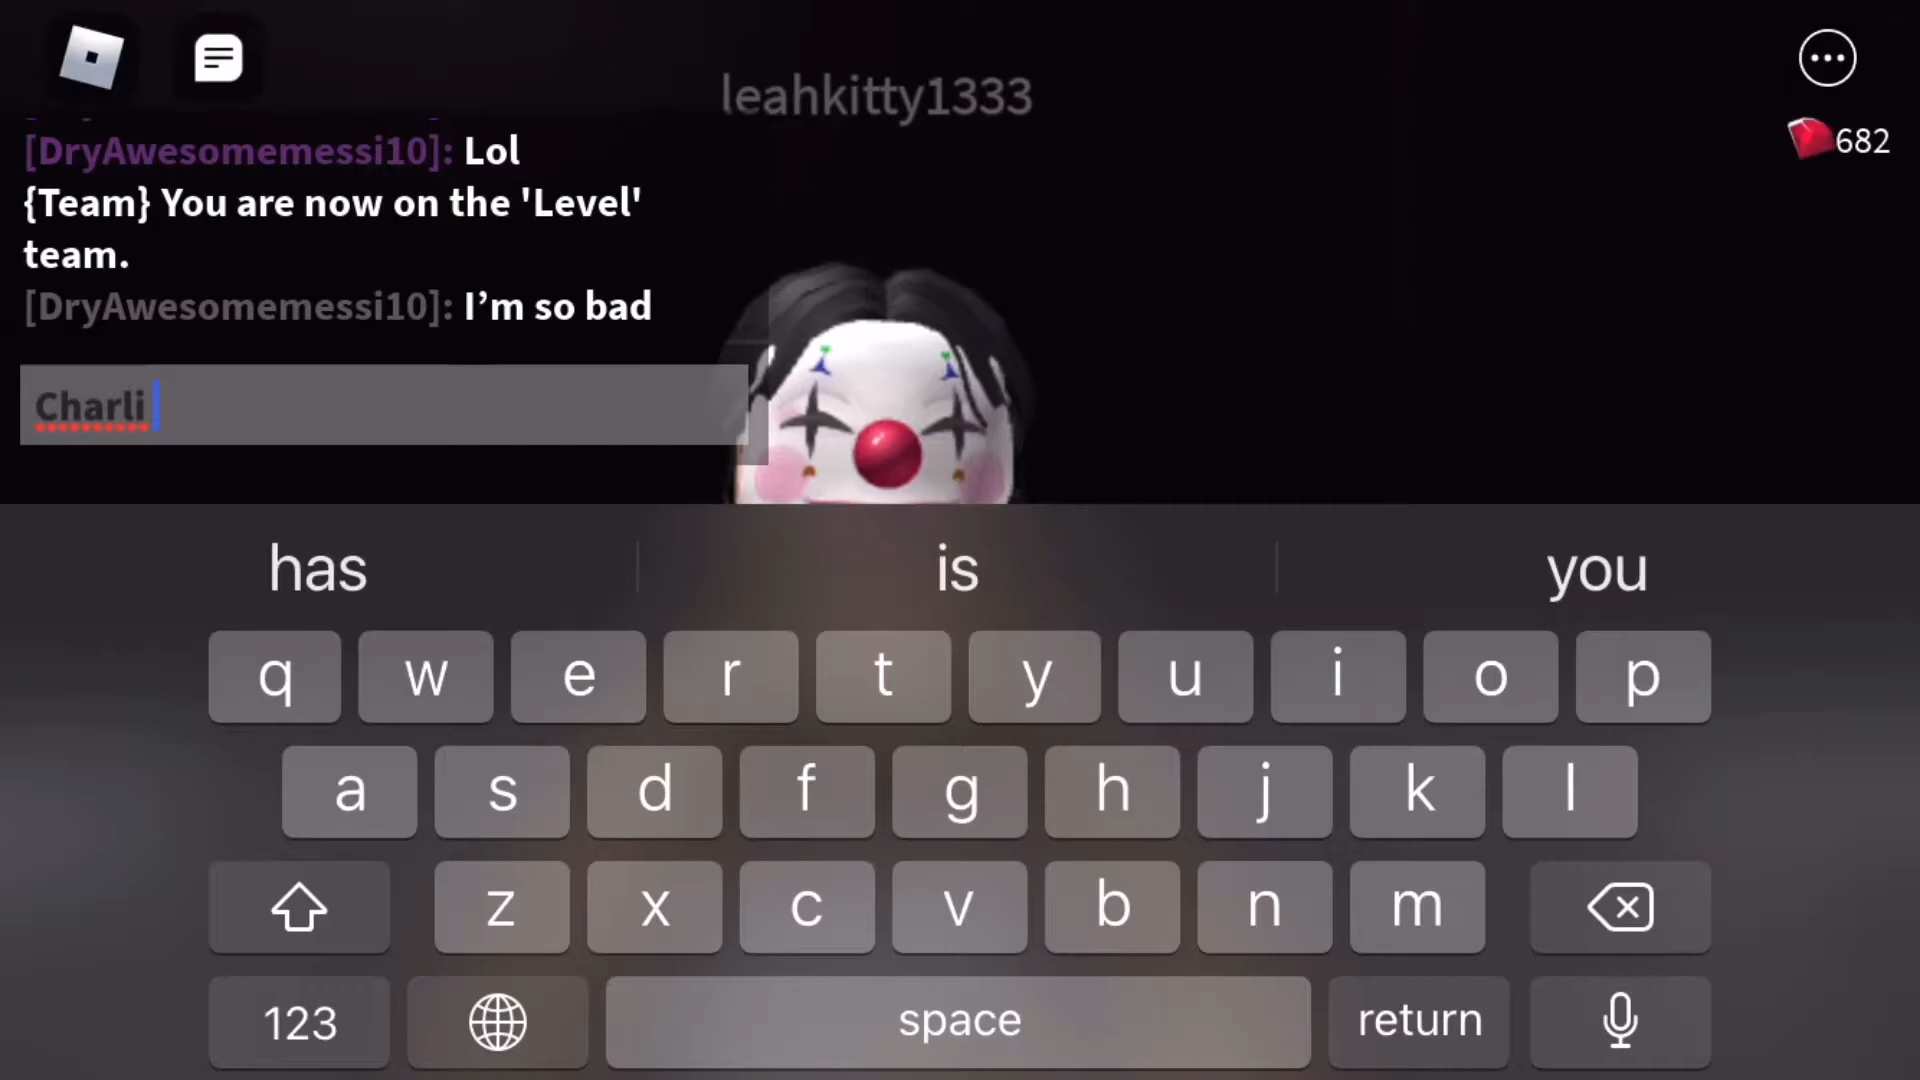 leahkitty1333
682
[DryAwesomemessi10]: Lol
{Team} You are now on the 'Level'
team.
[DryAwesomemessi10]: I’m so bad
Charli
has is you
q w e r t y u i o p
a s d f g h j k l
z x c v b n m
123 space return